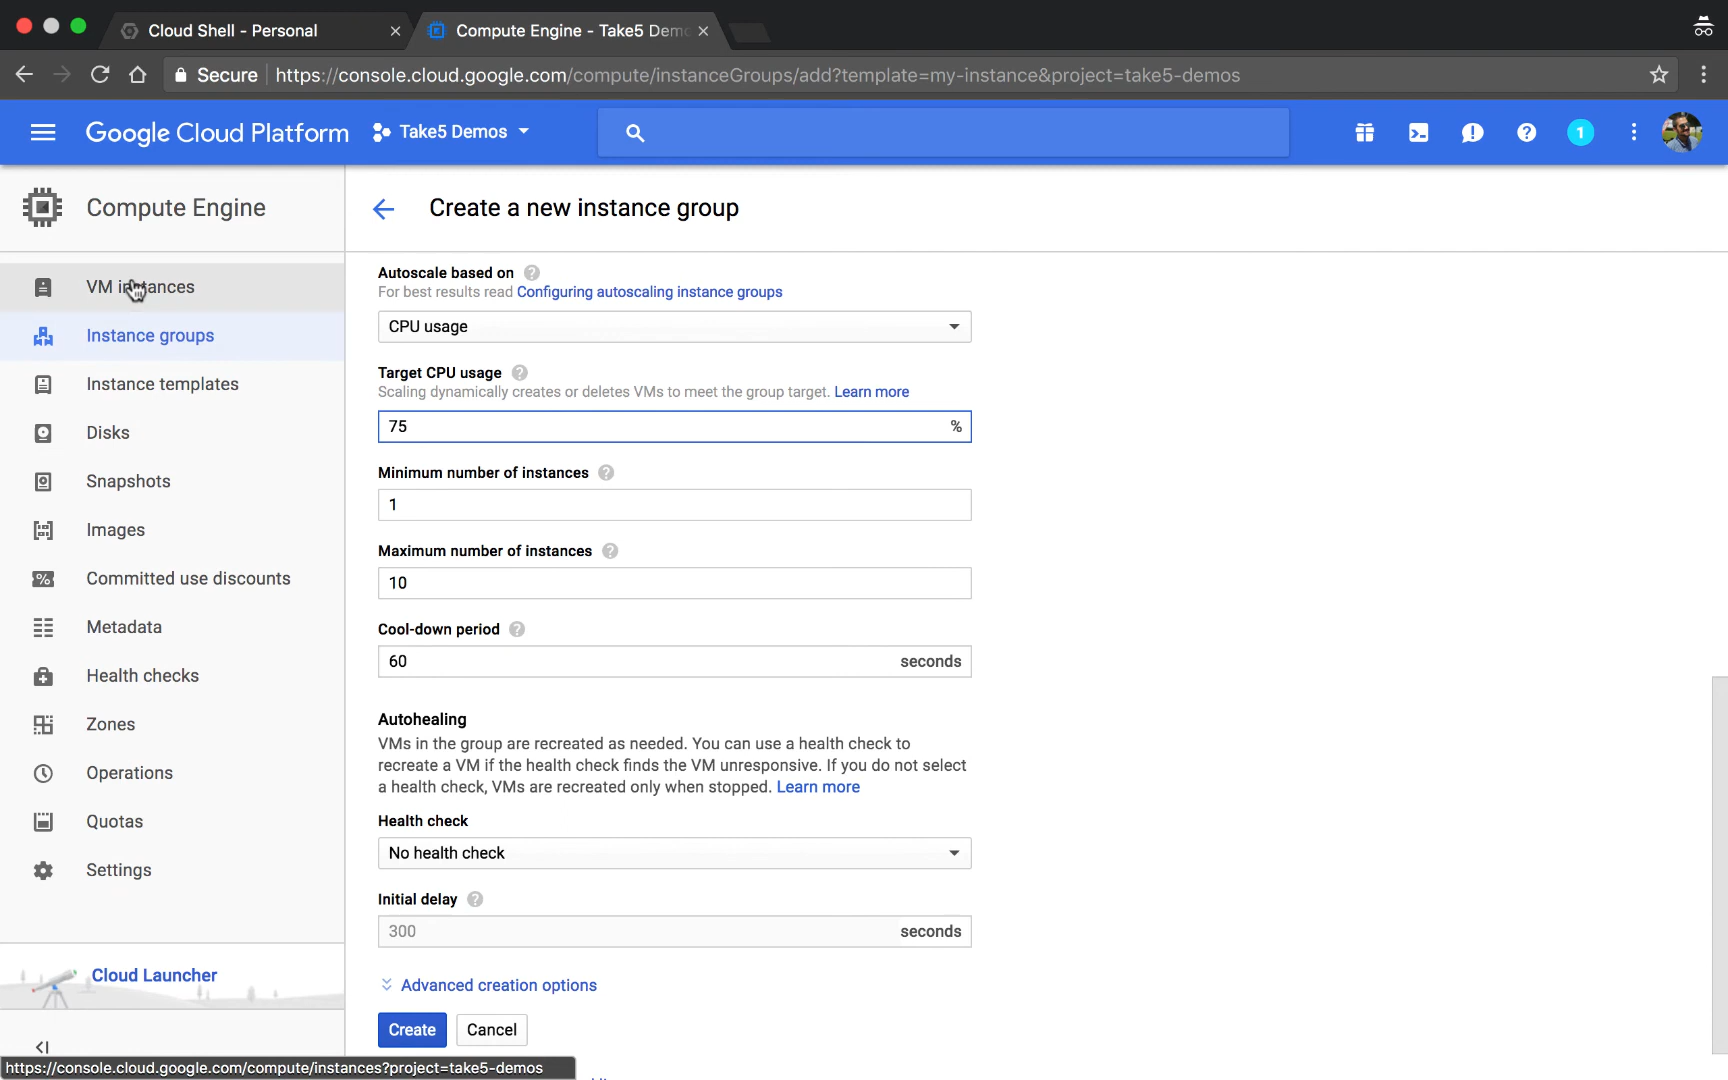 Cloud Shell - Personal
Compute Engine - Take5 Dem
Secure
https://console.cloud.google.com/compute/instanceGroups/add?template=my-instance&project=take5-demos
Google Cloud Platform
Take5 Demos
1
Compute Engine
Create a new instance group
VM instances
Instance groups
Instance templates
Disks
Snapshots
Images
Committed use discounts
Metadata
Health checks
Zones
Operations
Quotas
Settings
Cloud Launcher
Autoscale based on
For best results read Configuring autoscaling instance groups
CPU usage
Target CPU usage
Scaling dynamically creates or deletes VMs to meet the group target. Learn more
75 %
Minimum number of instances
1
Maximum number of instances
10
Cool-down period
60 seconds
Autohealing
VMs in the group are recreated as needed. You can use a health check to
recreate a VM if the health check finds the VM unresponsive. If you do not select
a health check, VMs are recreated only when stopped. Learn more
Health check
No health check
Initial delay
300 seconds
Advanced creation options
Create
Cancel
https://console.cloud.google.com/compute/instances?project=take5-demos